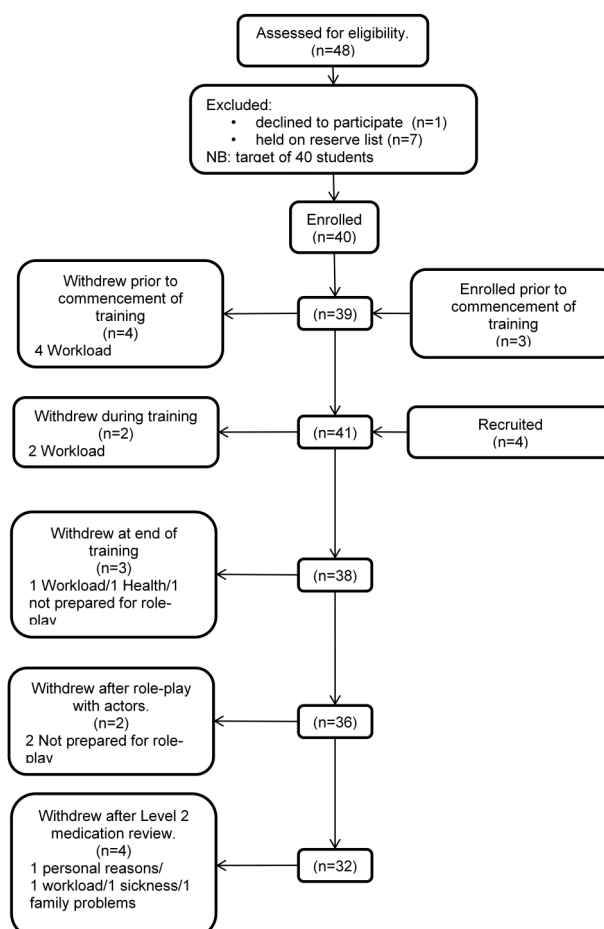 Assessed for eligibility.
(n=48)
Excluded:
• declined to participate (n=1)
• held on reserve list (n=7)
NB: target of 40 students
Enrolled
(n=40)
Withdrew prior to
commencement of
training
(n=4)
4 Workload
(n=39)
Enrolled prior to
commencement of
training
(n=3)
Withdrew during training
(n=2)
2 Workload
(n=41)
Recruited
(n=4)
Withdrew at end of
training
(n=3)
1 Workload/1 Health/1
not prepared for role-
play
(n=38)
Withdrew after role-play
with actors.
(n=2)
2 Not prepared for role-
play
(n=36)
Withdrew after Level 2
medication review.
(n=4)
1 personal reasons/
1 workload/1 sickness/1
family problems
(n=32)